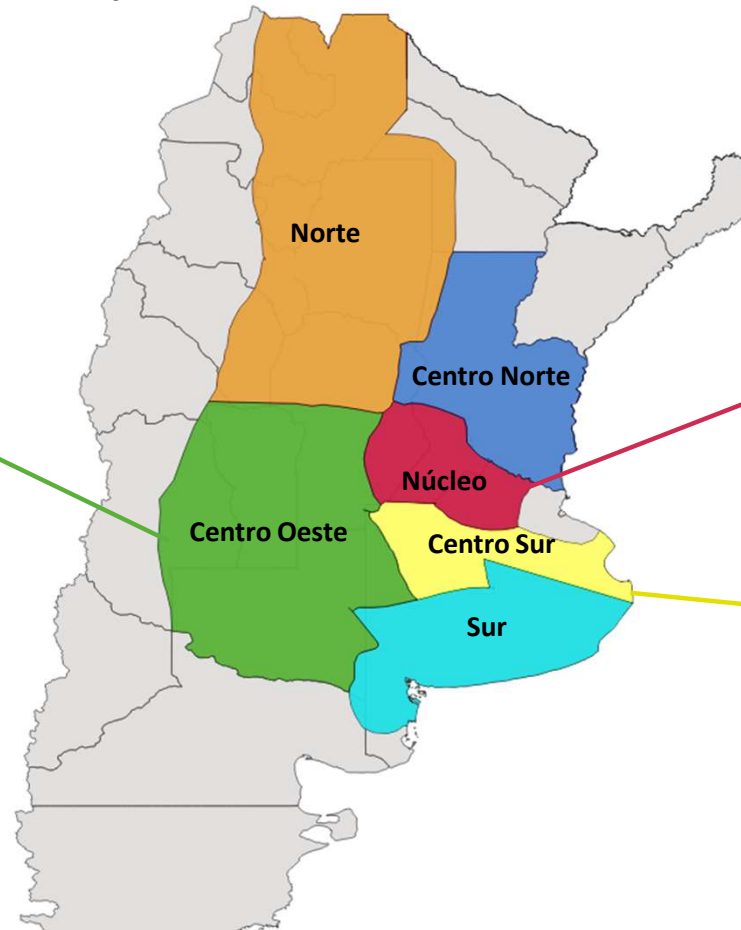 Norte
Centro Norte
Núcleo
Centro Oeste
Centro Sur
Sur